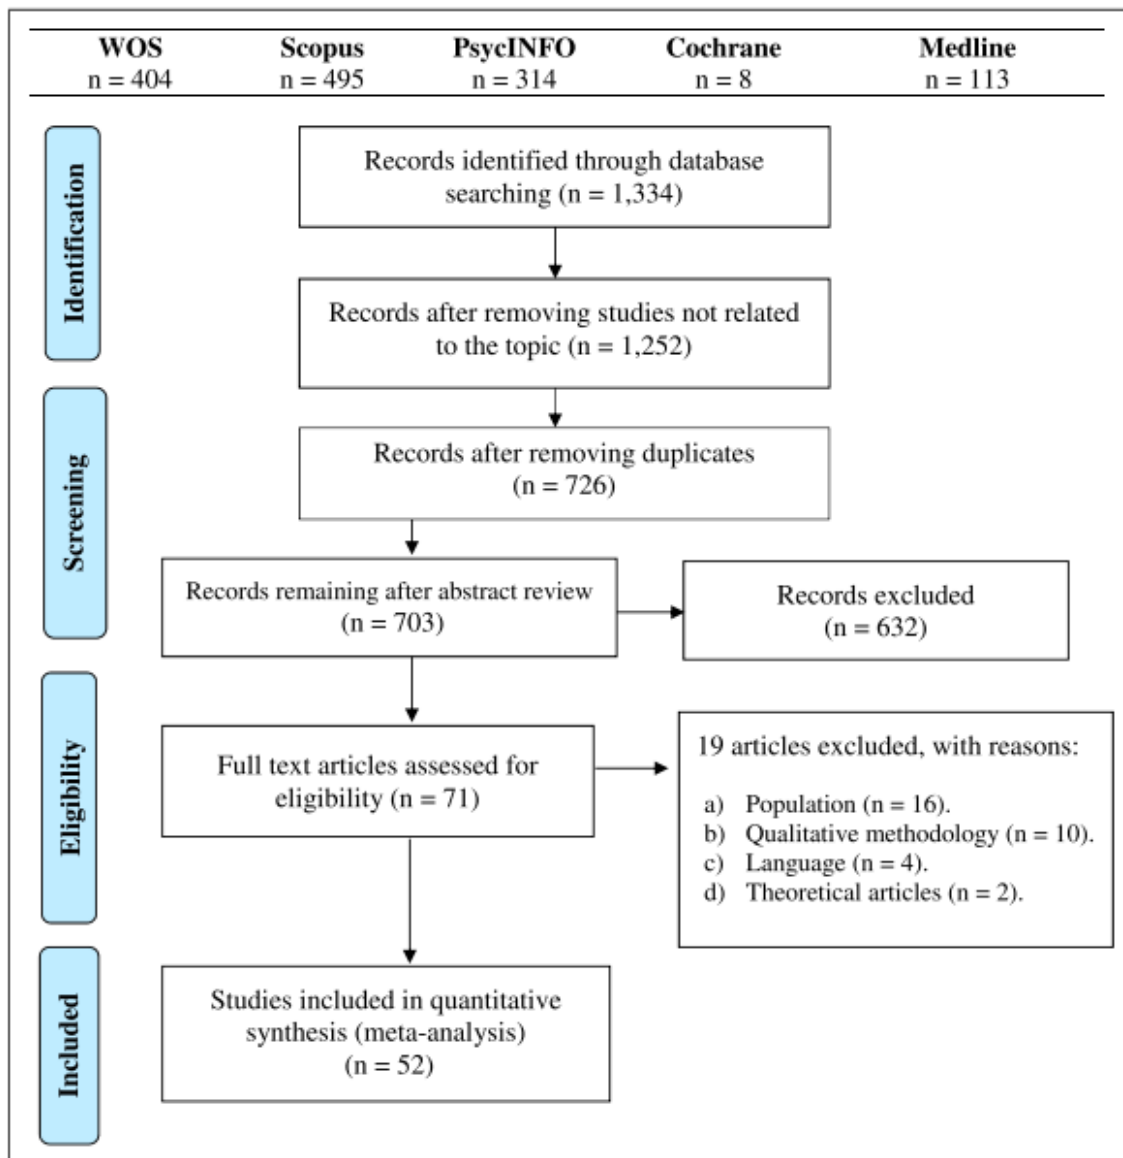 WOS Scopus PsycINFO Cochrane Medline
n = 404 n = 495 n = 314 n = 8 n = 113
Identification
Records identified through database
searching (n = 1,334)
Records after removing studies not related
to the topic (n = 1,252)
Screening
Records after removing duplicates
(n = 726)
Records remaining after abstract review
(n = 703)
Records excluded
(n = 632)
Eligibility
Full text articles assessed for
eligibility (n = 71)
19 articles excluded, with reasons:
a) Population (n = 16).
b) Qualitative methodology (n = 10).
c) Language (n = 4).
d) Theoretical articles (n = 2).
Included
Studies included in quantitative
synthesis (meta-analysis)
(n = 52)